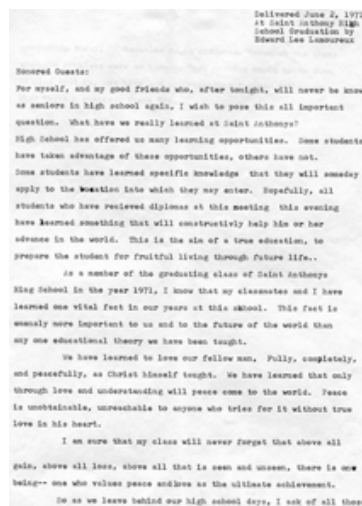 Delivered June 2, 1971
At Saint Anthony High
School Graduation by
Edward Lee Lamoureux
Honored Guests:
For myself, and my good friends who, after tonight, will never be know
as seniors in high school again, I wish to pose this all important
question. What have we really learned at Saint Anthonys?
High School has offered us many learning opportunities. Some students
have taken advantage of these opportunities, others have not.
Some students have learned specific knowledge that they will someday
apply to the vocation into which they may enter. Hopefully, all
students who have recieved diplomas at this meeting this evening
have learned something that will constructivly help him or her
advance in the world. This is the aim of a true education, to
prepare the student for fruitful living through future life..
As a member of the graduating class of Saint Anthonys
High School in the year 1971, I know that my classmates and I have
learned one vital fact in our years at this school. This fact is
emensly more important to us and to the future of the world than
any one educational theory we have been taught.
We have learned to love our fellow man, Fully, completely,
and peacefully, as Christ himself taught. We have learned that only
through love and understanding will peace come to the world. Peace
is unobtainable, unreachable to anyone who tries for it without true
love in his heart.
I am sure that my class will never forget that above all
gain, above all loss, above all that is seen and unseen, there is one
being-- one who values peace and love as the ultimate achievement.
So as we leave behind our high school days, I ask of all thos